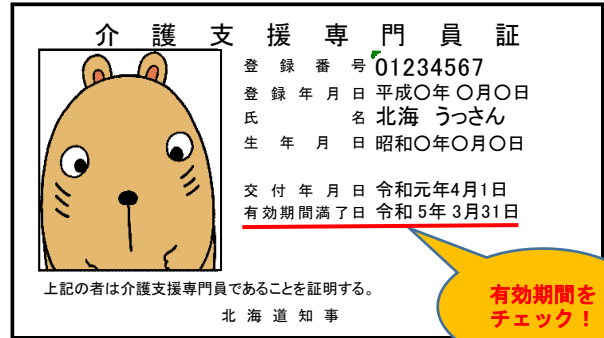 介護支援専門員証
登録番号 01234567
登録年月日 平成〇年〇月〇日
氏名 北海 うっさん
生年月日 昭和〇年〇月〇日
交付年月日 令和元年4月1日
有効期間満了日 令和5年3月31日
上記の者は介護支援専門員であることを証明する。
北海道知事
有効期間を
チェック！